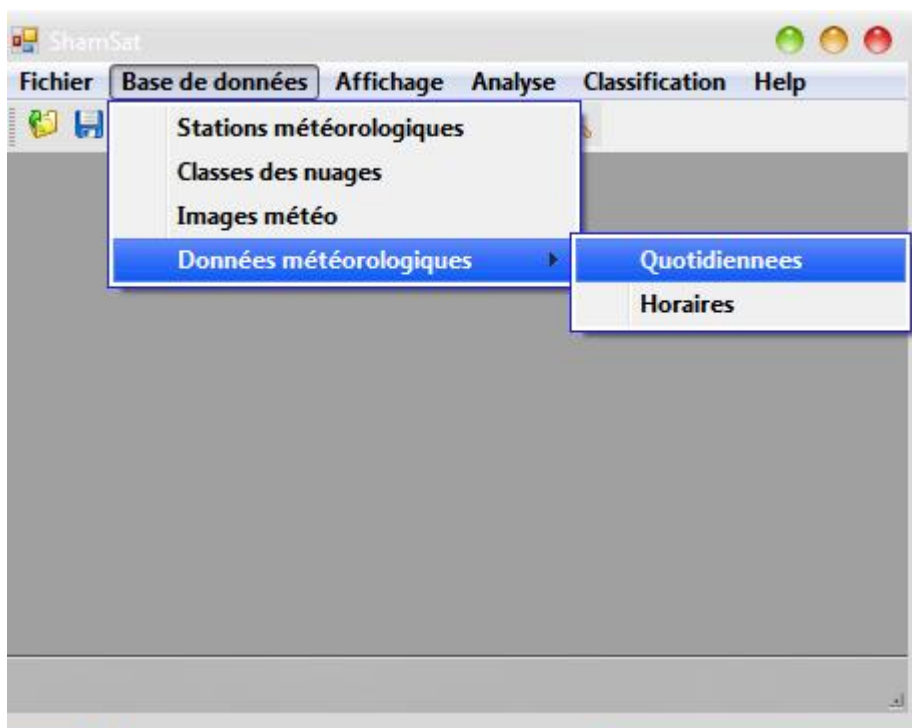 ShamSat
Fichier Base de données Affichage Analyse Classification Help
Stations météorologiques
Classes des nuages
Images météo
Données météorologiques
Quotidiennees
Horaires